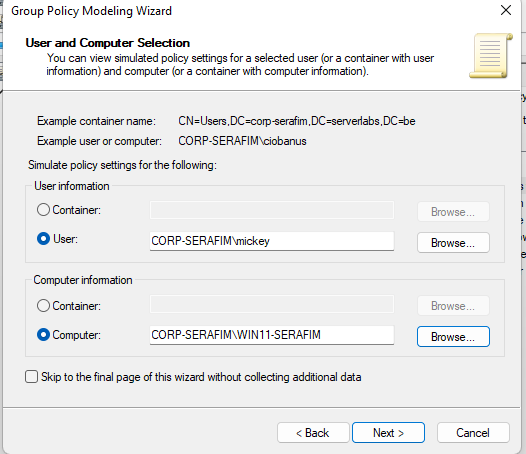 Group Policy Modeling Wizard
User and Computer Selection
You can view simulated policy settings for a selected user (or a container with user
information) and computer (or a container with computer information).
Example container name: CN=Users,DC=corp-serafim,DC=serverlabs,DC=be
Example user or computer: CORP-SERAFIM\ciobanus
Simulate policy settings for the following:
User information
Container: Browse...
User: CORP-SERAFIM\mickey Browse...
Computer information
Container: Browse...
Computer: CORP-SERAFIM\WIN11-SERAFIM Browse...
Skip to the final page of this wizard without collecting additional data
< Back Next > Cancel